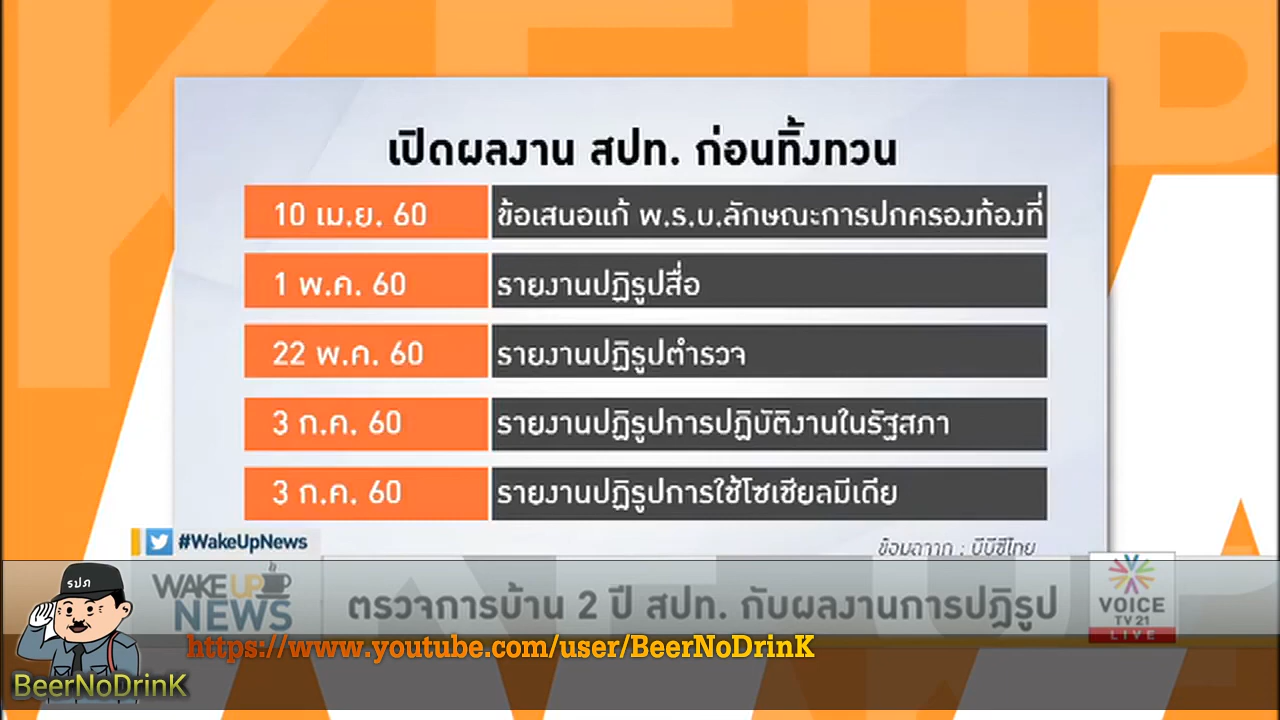 เปิดผลงาน สปท. ก่อนทิ้งทวน
10 เม.ย. 60 ข้อเสนอแก้ พ.ร.บ.ลักษณะการปกครองท้องที่
1 พ.ค. 60 รายงานปฏิรูปสื่อ
22 พ.ค. 60 รายงานปฏิรูปตำรวจ
3 ก.ค. 60 รายงานปฏิรูปการปฏิบัติงานในรัฐสภา
3 ก.ค. 60 รายงานปฏิรูปการใช้โซเชียลมีเดีย
#WakeUpNews
ข้อมูลจาก : บีบีซีไทย
WAKE UP
NEWS
ตรวจการบ้าน 2 ปี สปท. กับผลงานการปฏิรูป
VOICE
TV 21
LIVE
รปภ
https://www.youtube.com/user/BeerNoDrinK
BeerNoDrinK